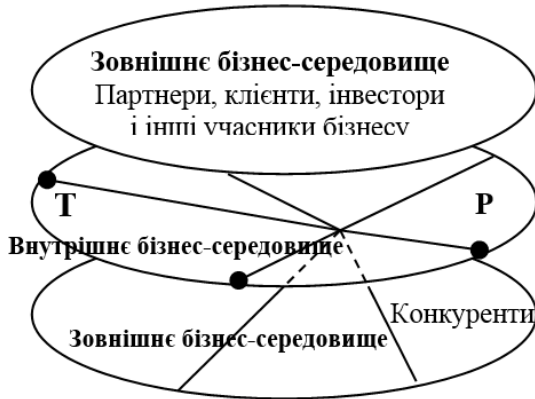 Зовнішнє бізнес-середовище
Партнери, клієнти, інвестори
і інші учасники бізнесу
Т
Р
Внутрішнє бізнес-середовище
Конкуренти
Зовнішнє бізнес-середовище